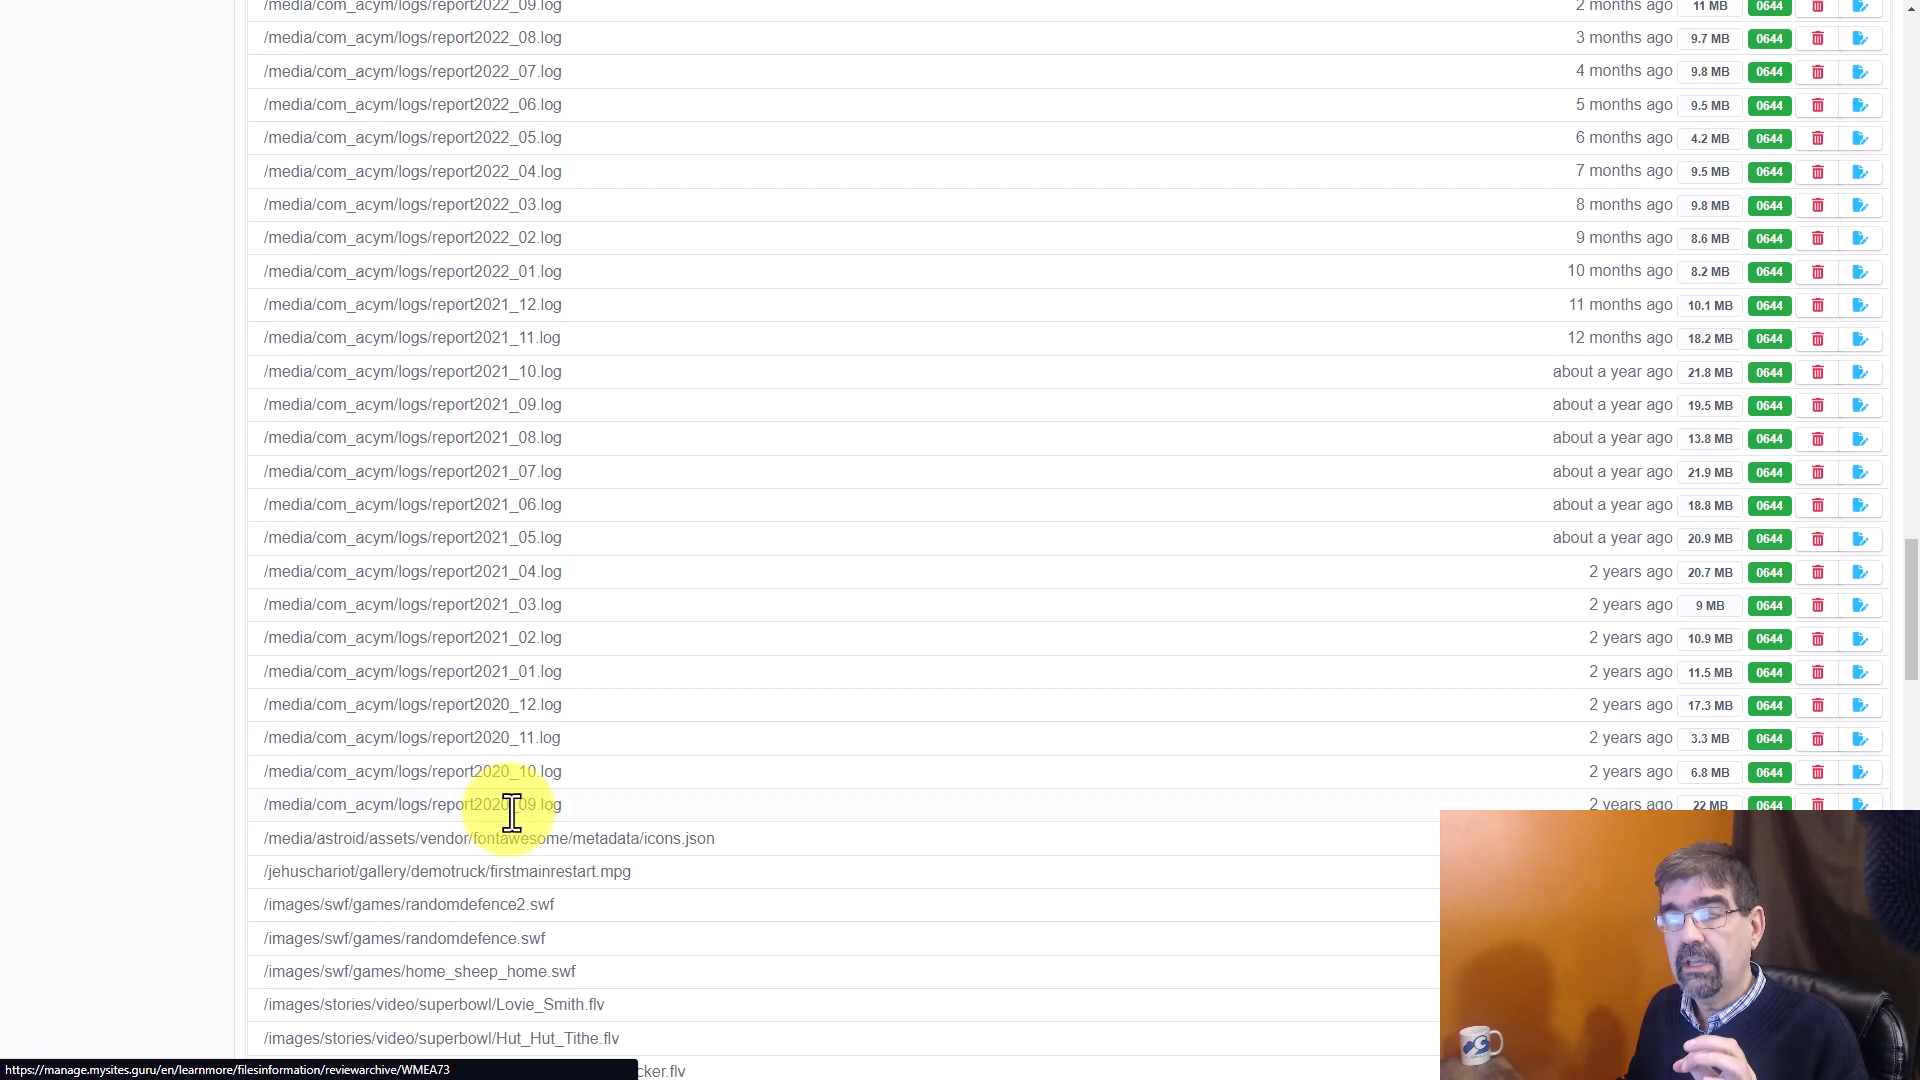 /media/com_acym/logs/report2022_09.log 2 months ago 11 MB 0644
/media/com_acym/logs/report2022_08.log 3 months ago 9.7 MB 0644
/media/com_acym/logs/report2022_07.log 4 months ago 9.8 MB 0644
/media/com_acym/logs/report2022_06.log 5 months ago 9.5 MB 0644
/media/com_acym/logs/report2022_05.log 6 months ago 4.2 MB 0644
/media/com_acym/logs/report2022_04.log 7 months ago 9.5 MB 0644
/media/com_acym/logs/report2022_03.log 8 months ago 9.8 MB 0644
/media/com_acym/logs/report2022_02.log 9 months ago 8.6 MB 0644
/media/com_acym/logs/report2022_01.log 10 months ago 8.2 MB 0644
/media/com_acym/logs/report2021_12.log 11 months ago 10.1 MB 0644
/media/com_acym/logs/report2021_11.log 12 months ago 18.2 MB 0644
/media/com_acym/logs/report2021_10.log about a year ago 21.8 MB 0644
/media/com_acym/logs/report2021_09.log about a year ago 19.5 MB 0644
/media/com_acym/logs/report2021_08.log about a year ago 13.8 MB 0644
/media/com_acym/logs/report2021_07.log about a year ago 21.9 MB 0644
/media/com_acym/logs/report2021_06.log about a year ago 18.8 MB 0644
/media/com_acym/logs/report2021_05.log about a year ago 20.9 MB 0644
/media/com_acym/logs/report2021_04.log 2 years ago 20.7 MB 0644
/media/com_acym/logs/report2021_03.log 2 years ago 9 MB 0644
/media/com_acym/logs/report2021_02.log 2 years ago 10.9 MB 0644
/media/com_acym/logs/report2021_01.log 2 years ago 11.5 MB 0644
/media/com_acym/logs/report2020_12.log 2 years ago 17.3 MB 0644
/media/com_acym/logs/report2020_11.log 2 years ago 3.3 MB 0644
/media/com_acym/logs/report2020_10.log 2 years ago 6.8 MB 0644
/media/com_acym/logs/report2020_09.log 2 years ago 22 MB 0644
/media/astroid/assets/vendor/fontawesome/metadata/icons.json
/jehuschariot/gallery/demotruck/firstmainrestart.mpg
/images/swf/games/randomdefence2.swf
/images/swf/games/randomdefence.swf
/images/swf/games/home_sheep_home.swf
/images/stories/video/superbowl/Lovie_Smith.flv
/images/stories/video/superbowl/Hut_Hut_Tithe.flv
cker.flv
https://manage.mysites.guru/en/learnmore/filesinformation/reviewarchive/WMEA73